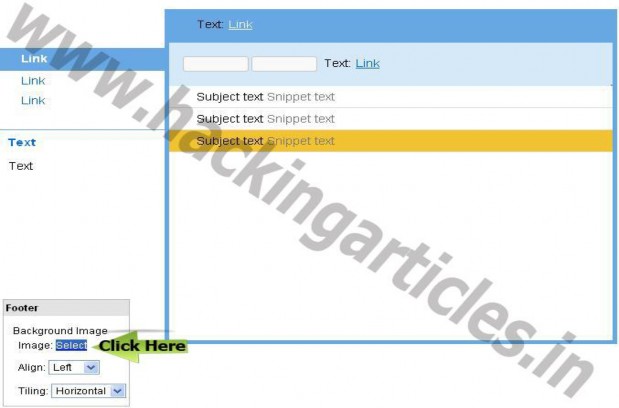 Text: Link
Link
Link
Link
Text: Link
Subject text Snippet text
Subject text Snippet text
Subject text Snippet text
Text
Text
Footer
Background Image
Image: Select
Click Here
Align: Left
Tiling: Horizontal
www.hackingarticles.in